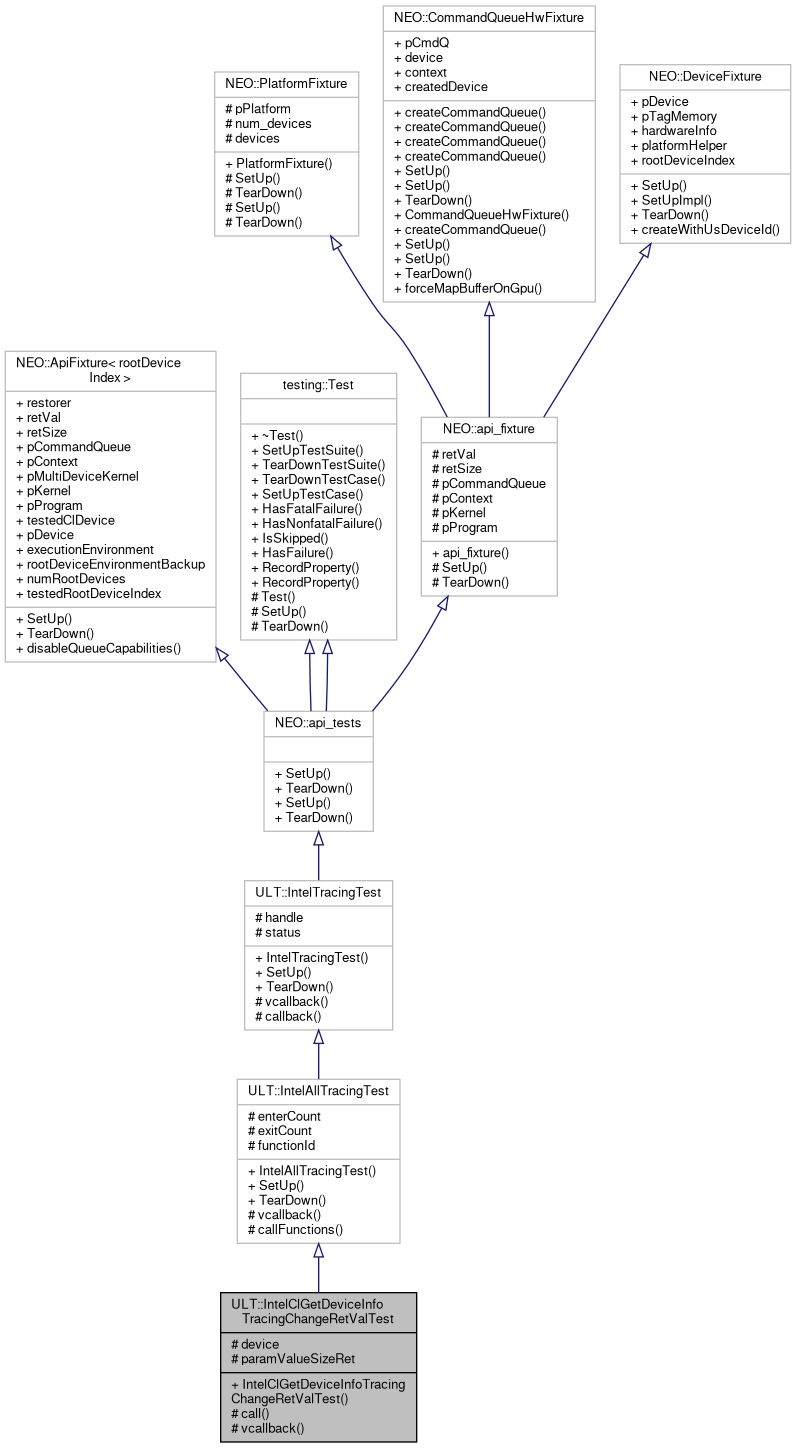 NEO::CommandQueueHwFixture
+ pCmdQ
+ device
+ context
+ createdDevice
+ createCommandQueue()
+ createCommandQueue()
+ createCommandQueue()
+ createCommandQueue()
+ SetUp()
+ SetUp()
+ TearDown()
+ CommandQueueHwFixture()
+ createCommandQueue()
+ SetUp()
+ SetUp()
+ TearDown()
+ forceMapBufferOnGpu()
NEO::PlatformFixture
# pPlatform
# num_devices
# devices
+ PlatformFixture()
# SetUp()
# TearDown()
# SetUp()
# TearDown()
NEO::DeviceFixture
+ pDevice
+ pTagMemory
+ hardwareInfo
+ platformHelper
+ rootDeviceIndex
+ SetUp()
+ SetUpImpl()
+ TearDown()
+ createWithUsDeviceId()
NEO::ApiFixture< rootDevice
Index >
+ restorer
+ retVal
+ retSize
+ pCommandQueue
+ pContext
+ pMultiDeviceKernel
+ pKernel
+ pProgram
+ testedClDevice
+ pDevice
+ executionEnvironment
+ rootDeviceEnvironmentBackup
+ numRootDevices
+ testedRootDeviceIndex
+ SetUp()
+ TearDown()
+ disableQueueCapabilities()
testing::Test
+ ~Test()
+ SetUpTestSuite()
+ TearDownTestSuite()
+ TearDownTestCase()
+ SetUpTestCase()
+ HasFatalFailure()
+ HasNonfatalFailure()
+ IsSkipped()
+ HasFailure()
+ RecordProperty()
+ RecordProperty()
# Test()
# SetUp()
# TearDown()
NEO::api_fixture
# retVal
# retSize
# pCommandQueue
# pContext
# pKernel
# pProgram
+ api_fixture()
# SetUp()
# TearDown()
NEO::api_tests
+ SetUp()
+ TearDown()
+ SetUp()
+ TearDown()
ULT::IntelTracingTest
# handle
# status
+ IntelTracingTest()
+ SetUp()
+ TearDown()
# vcallback()
# callback()
ULT::IntelAllTracingTest
# enterCount
# exitCount
# functionId
+ IntelAllTracingTest()
+ SetUp()
+ TearDown()
# vcallback()
# callFunctions()
ULT::IntelClGetDeviceInfo
TracingChangeRetValTest
# device
# paramValueSizeRet
+ IntelClGetDeviceInfoTracing
ChangeRetValTest()
# call()
# vcallback()